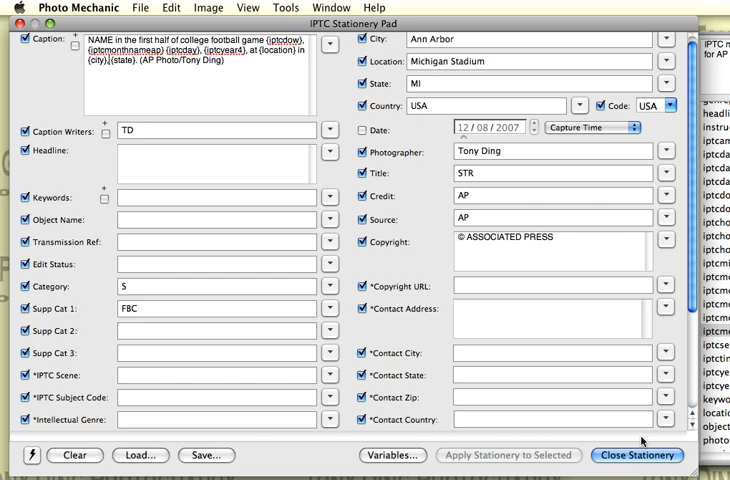 Photo Mechanic File Edit Image View Tools Window Help
IPTC Stationery Pad
Caption: + NAME in the first half of college football game {iptcdow},
{iptcmonthnameap} {iptcday}, {iptcyear4}, at {location} in
{city},{state}. (AP Photo/Tony Ding)
Caption Writers: + TD
Headline:
Keywords: +
Object Name:
Transmission Ref:
Edit Status:
Category: S
Supp Cat 1: FBC
Supp Cat 2:
Supp Cat 3:
*IPTC Scene:
*IPTC Subject Code:
*Intellectual Genre:
City: Ann Arbor
Location: Michigan Stadium
State: MI
Country: USA Code: USA
Date: 12/08/2007 Capture Time
Photographer: Tony Ding
Title: STR
Credit: AP
Source: AP
Copyright: © ASSOCIATED PRESS
*Copyright URL:
*Contact Address:
*Contact City:
*Contact State:
*Contact Zip:
*Contact Country:
Clear Load... Save... Variables... Apply Stationery to Selected Close Stationery
IPTC
for AP
headli
instruc
iptcam
iptcda
iptcda
iptcda
iptcdo
iptcdo
iptcho
iptcho
iptcmi
iptcm
iptcm
iptcm
iptcmo
iptcse
iptctin
iptcye
iptcye
keywo
locatio
object
photo